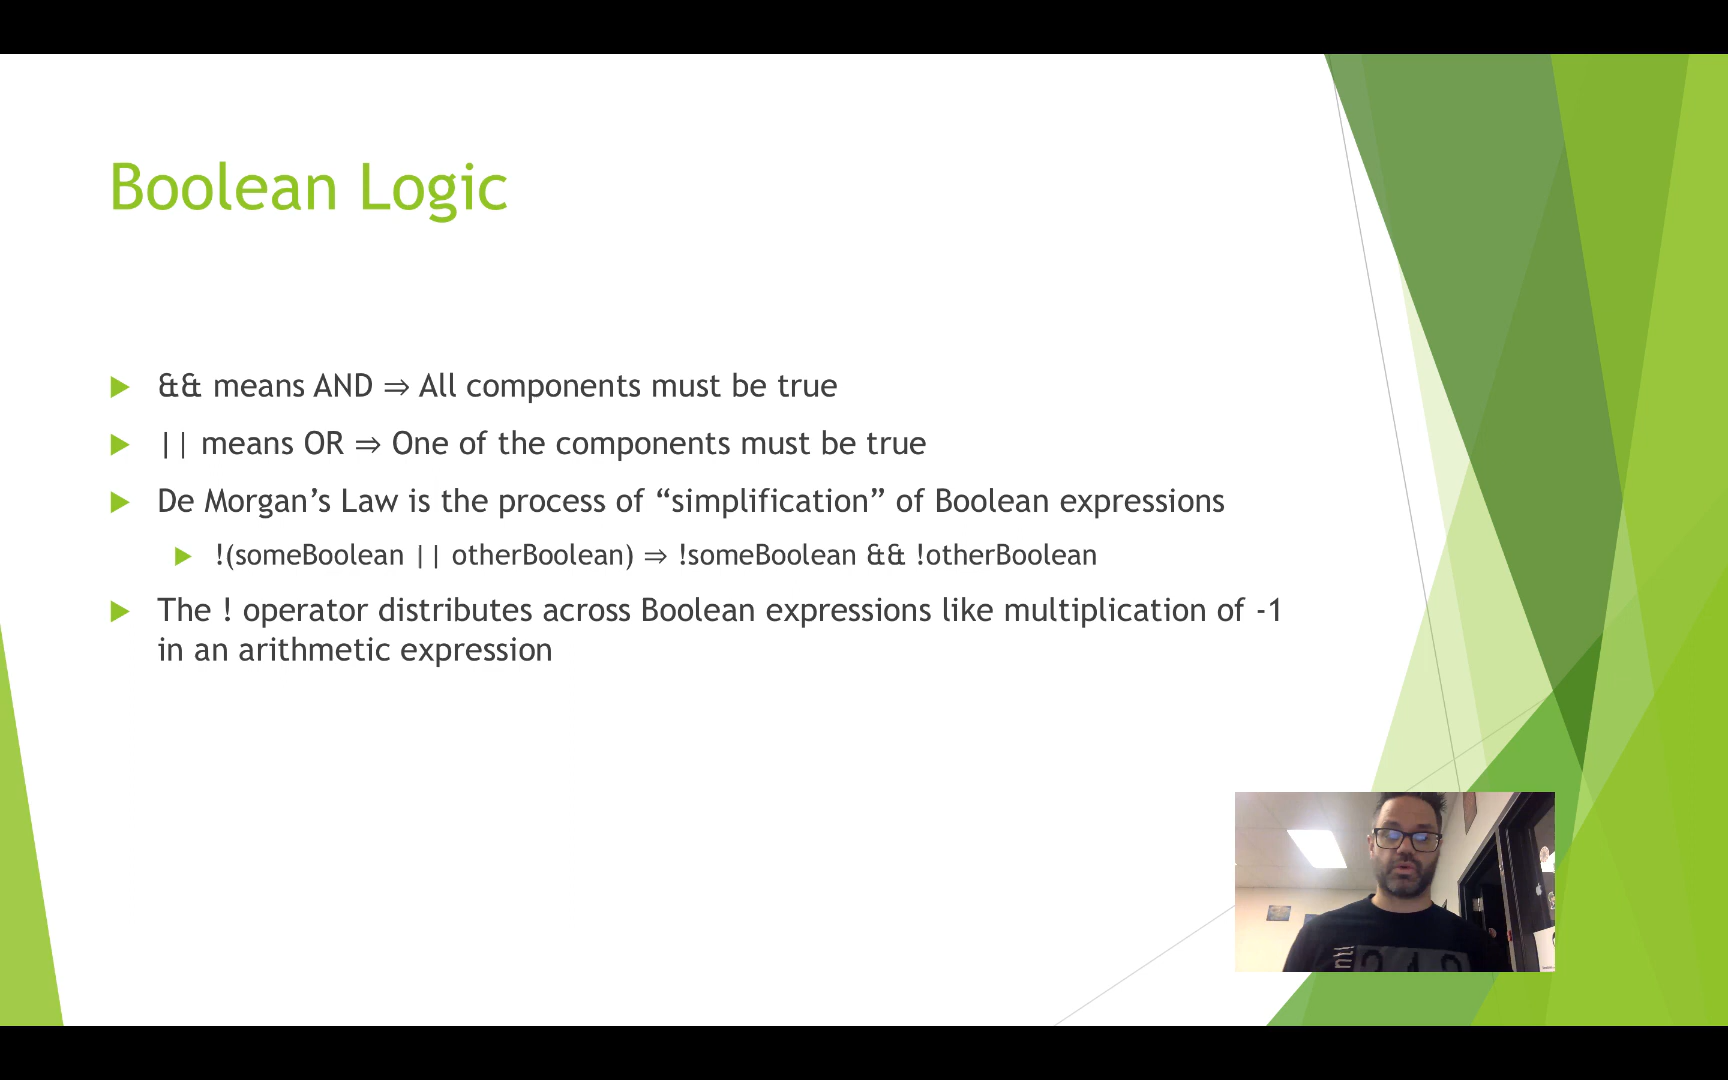 Boolean Logic
&& means AND ⇒ All components must be true
|| means OR ⇒ One of the components must be true
De Morgan’s Law is the process of “simplification” of Boolean expressions
!(someBoolean || otherBoolean) ⇒ !someBoolean && !otherBoolean
The ! operator distributes across Boolean expressions like multiplication of -1
in an arithmetic expression